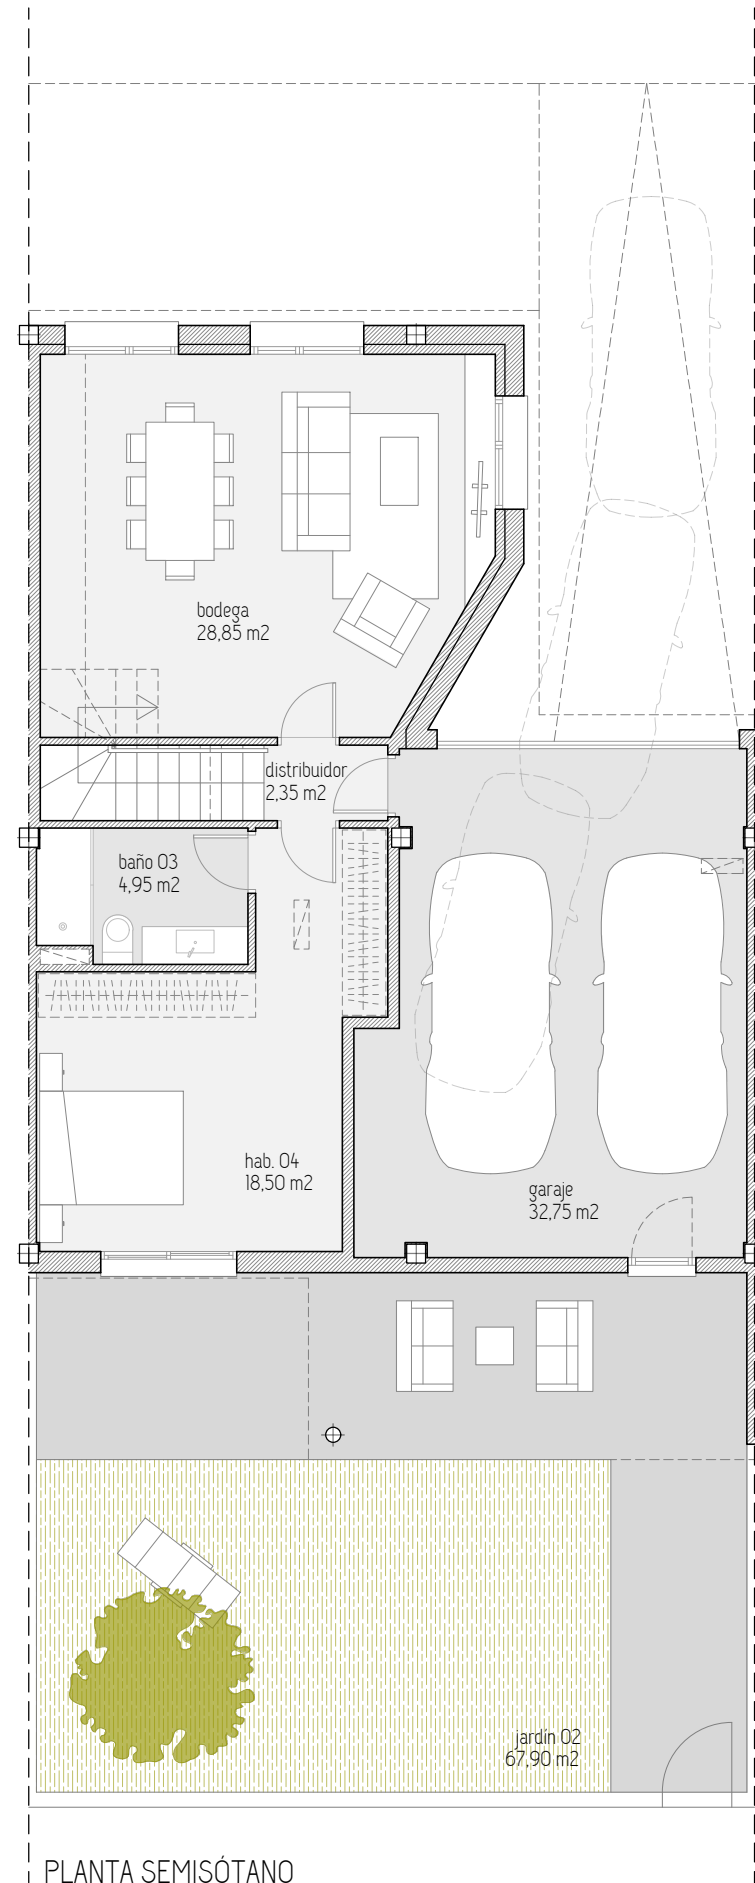 bodega
28,85 m2
distribuidor
2,35 m2
baño 03
4,95 m2
hab. 04
18,50 m2
garaje
32,75 m2
jardín 02
67,90 m2
PLANTA SEMISÓTANO